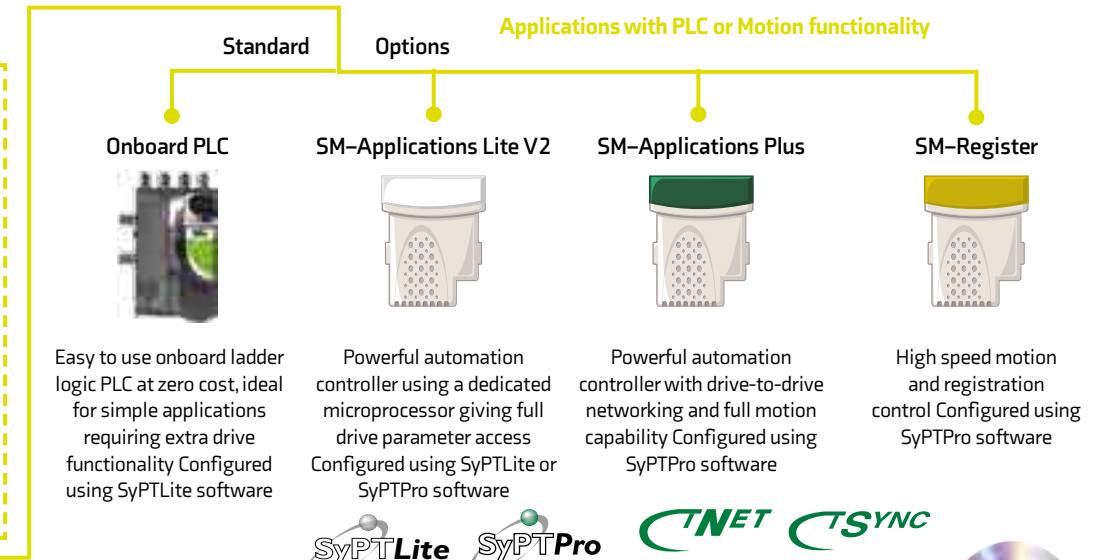 Applications with PLC or Motion functionality
Standard
Options
Onboard PLC
Easy to use onboard ladder
logic PLC at zero cost, ideal
for simple applications
requiring extra drive
functionality Configured
using SyPTLite software
SM–Applications Lite V2
Powerful automation
controller using a dedicated
microprocessor giving full
drive parameter access
Configured using SyPTLite or
SyPTPro software
SM–Applications Plus
Powerful automation
controller with drive-to-drive
networking and full motion
capability Configured using
SyPTPro software
SM–Register
High speed motion
and registration
control Configured using
SyPTPro software
SyPTLite
SyPTPro
CTNET
CTSYNC